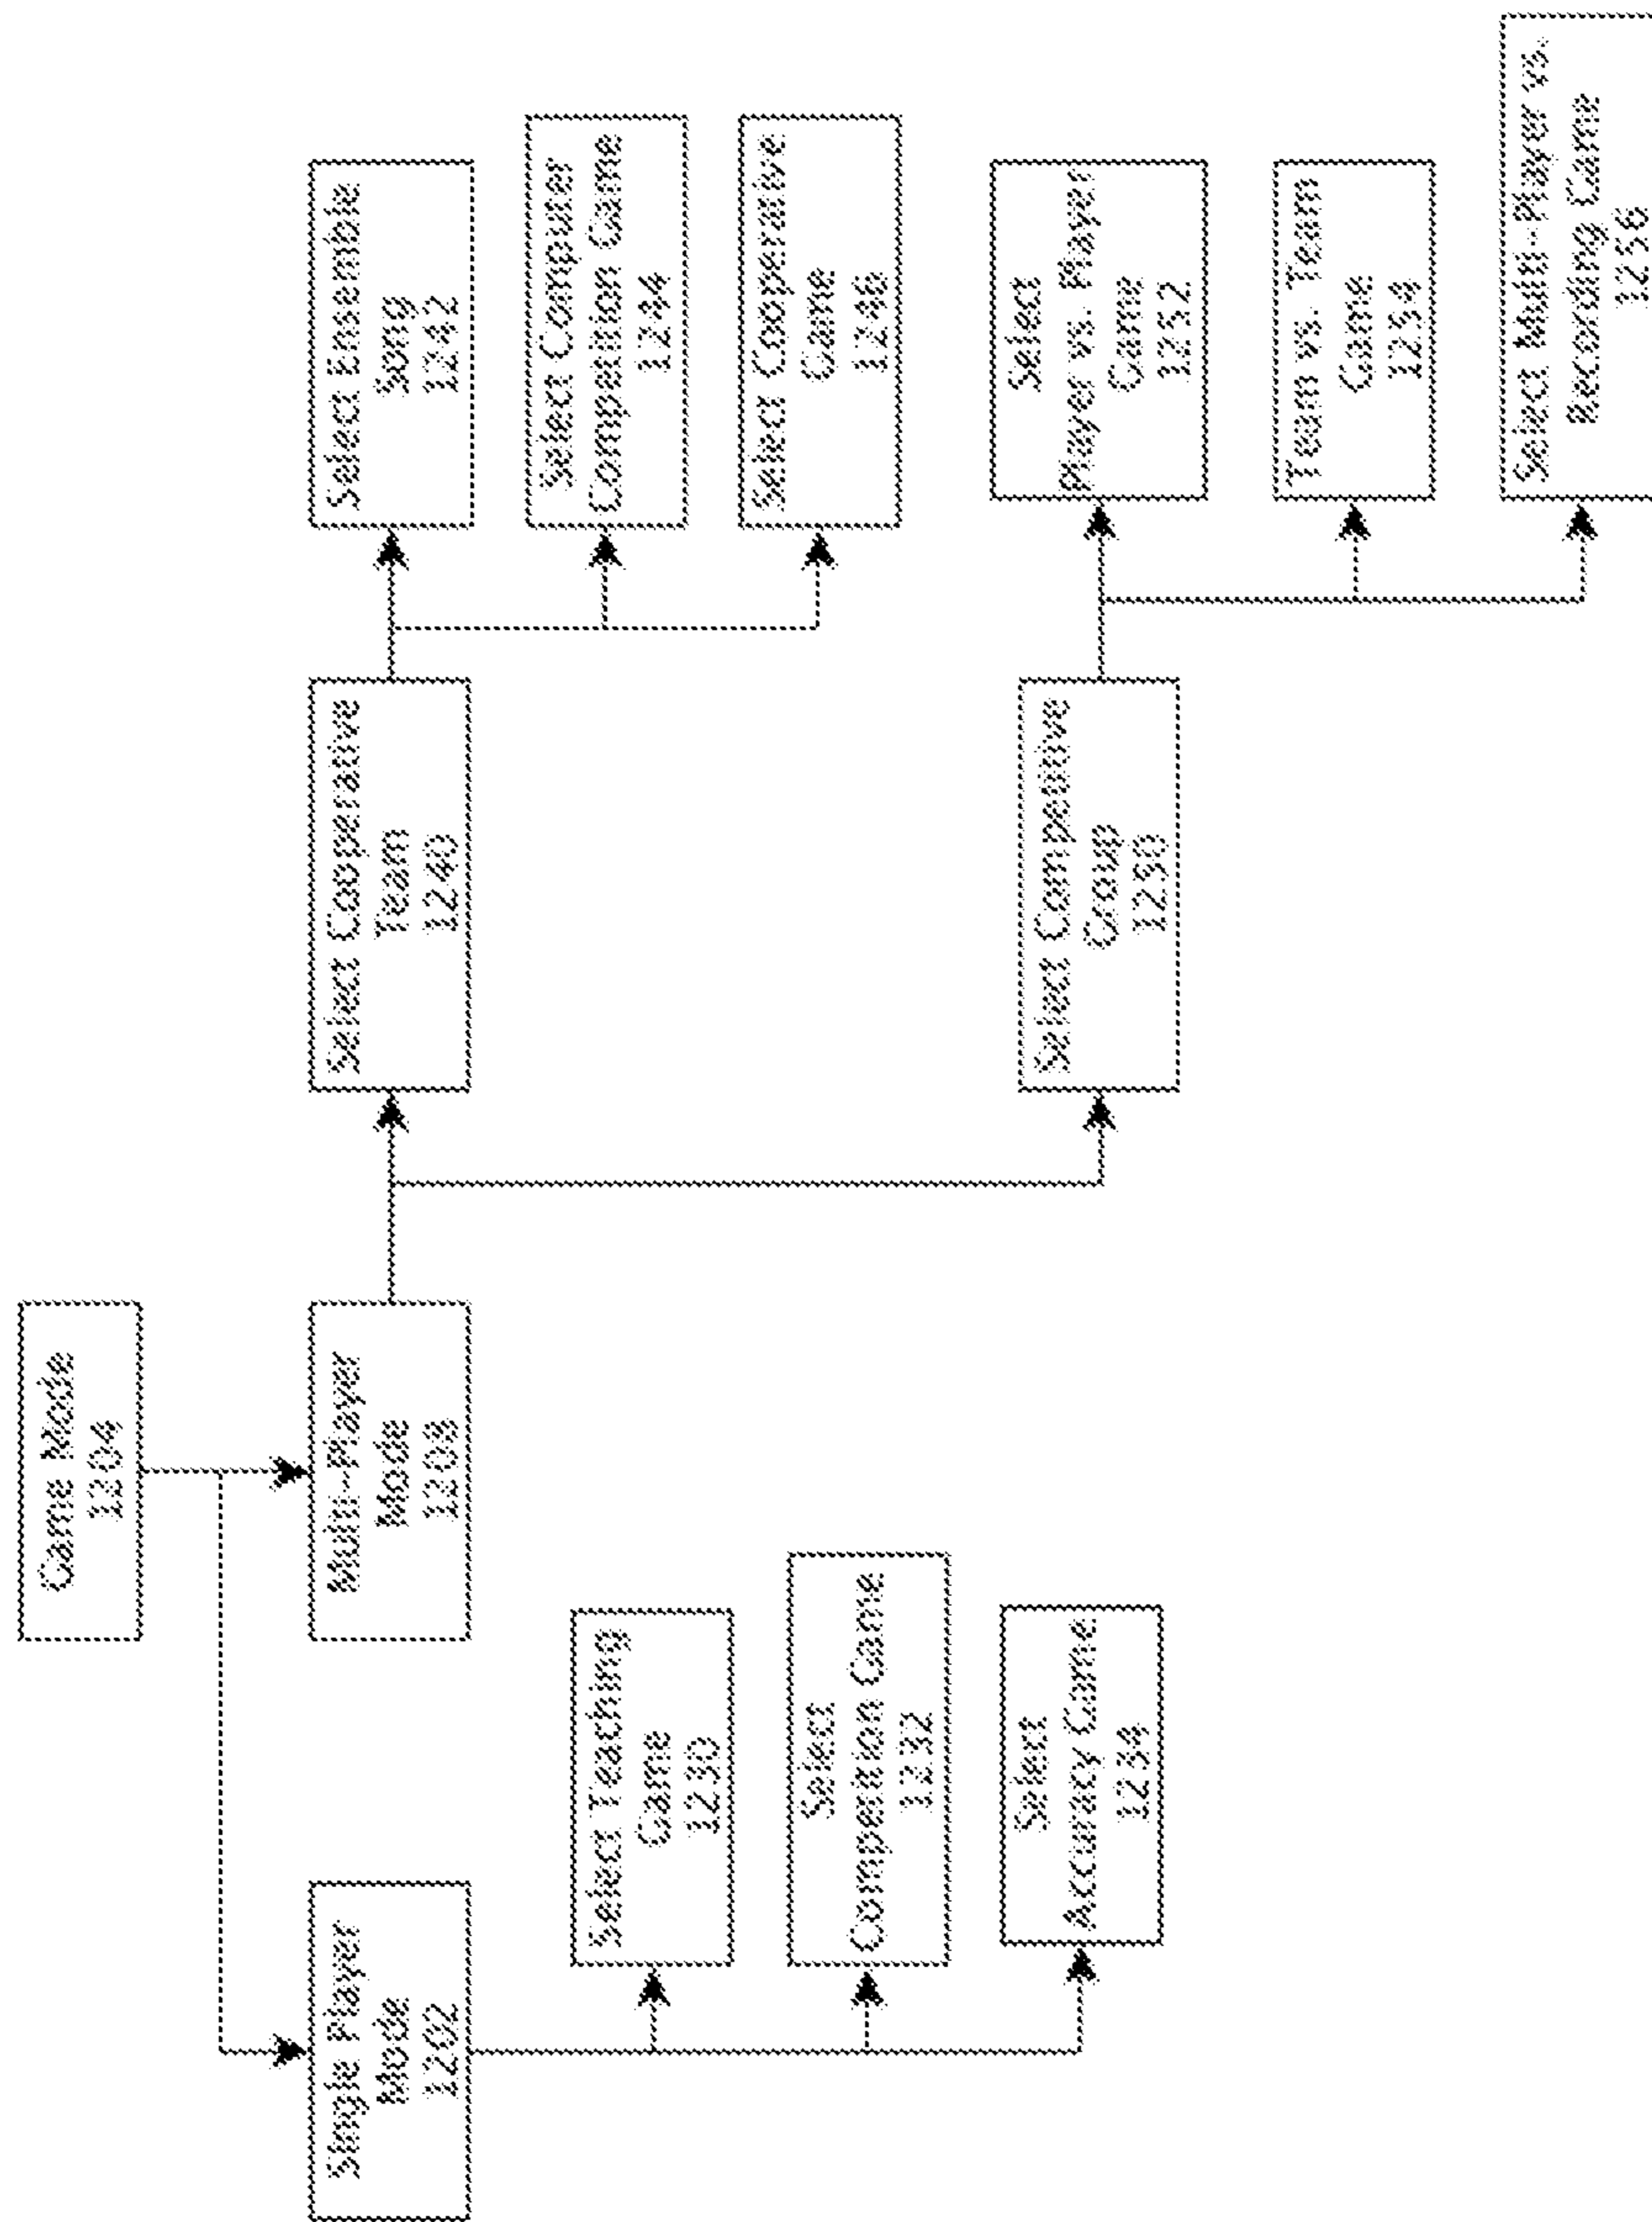 Game Mode
1204
Single Player
Mode
1202
Multi-Player
Mode
1208
Select Teaching
Game
1230
Select
Competition Game
1232
Select
Accuracy Game
1234
Select Cooperative
Team
1240
Select Ensemble
Song
1242
Select Computer
Competition Game
1244
Select Cooperative
Game
1246
Select Competitive
Group
1250
Select
Player vs. Player
Game
1252
Team vs. Team
Game
1254
Select Multi-Player vs.
Recording Game
1256